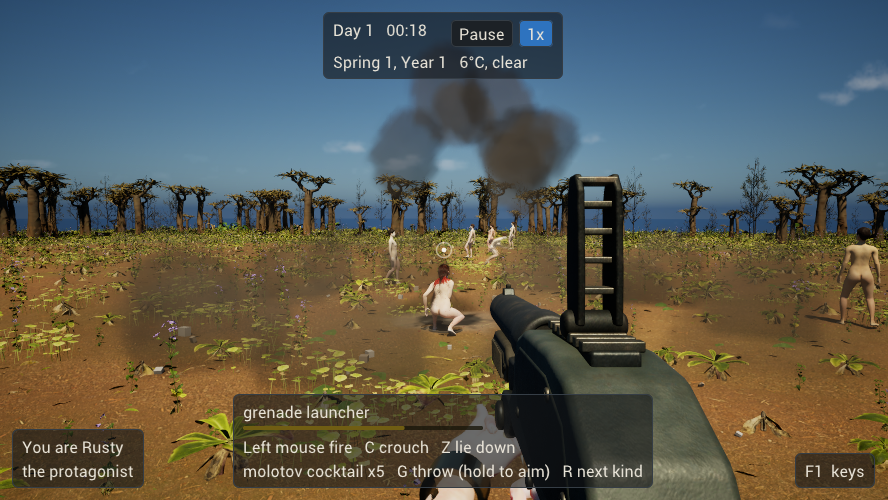 Day 1 00:18 Pause 1x
Spring 1, Year 1 6°C, clear
grenade launcher
Left mouse fire C crouch Z lie down
molotov cocktail x5 G throw (hold to aim) R next kind
You are Rusty
the protagonist
F1 keys